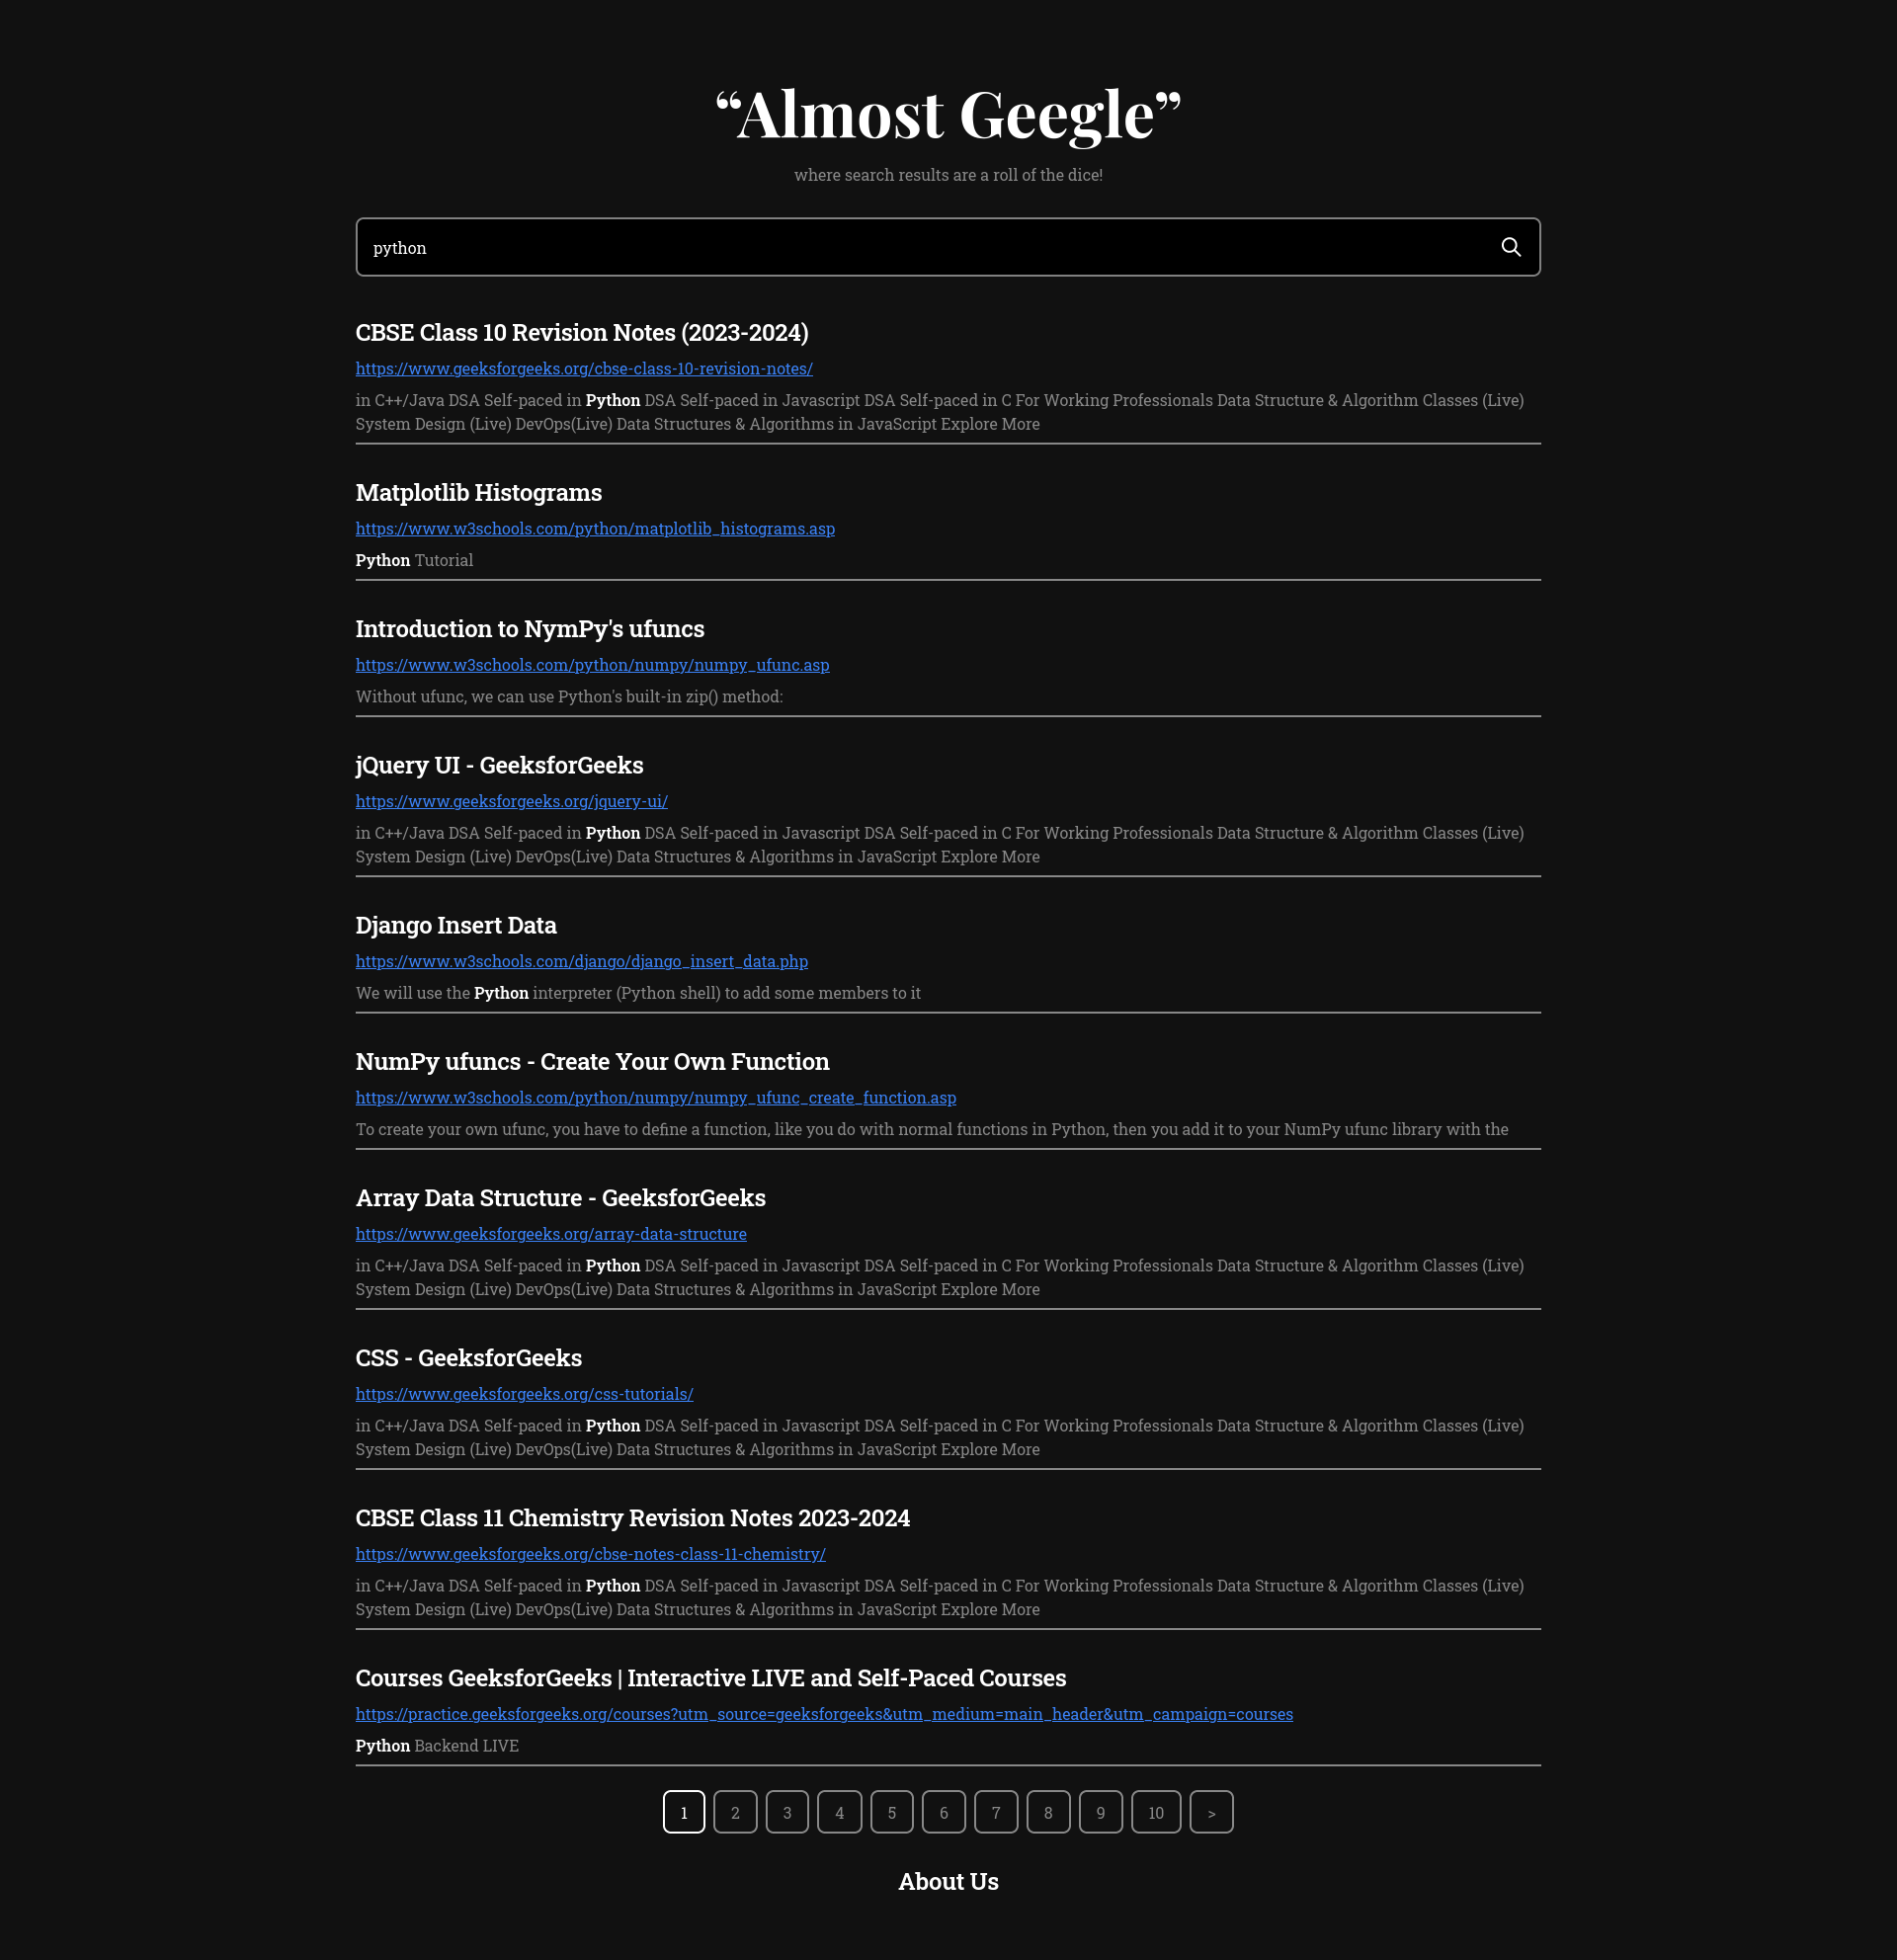 “Almost Geegle”
where search results are a roll of the dice!
python
CBSE Class 10 Revision Notes (2023-2024)
https://www.geeksforgeeks.org/cbse-class-10-revision-notes/
in C++/Java DSA Self-paced in Python DSA Self-paced in Javascript DSA Self-paced in C For Working Professionals Data Structure & Algorithm Classes (Live)
System Design (Live) DevOps(Live) Data Structures & Algorithms in JavaScript Explore More
Matplotlib Histograms
https://www.w3schools.com/python/matplotlib_histograms.asp
Python Tutorial
Introduction to NymPy's ufuncs
https://www.w3schools.com/python/numpy/numpy_ufunc.asp
Without ufunc, we can use Python's built-in zip() method:
jQuery UI - GeeksforGeeks
https://www.geeksforgeeks.org/jquery-ui/
in C++/Java DSA Self-paced in Python DSA Self-paced in Javascript DSA Self-paced in C For Working Professionals Data Structure & Algorithm Classes (Live)
System Design (Live) DevOps(Live) Data Structures & Algorithms in JavaScript Explore More
Django Insert Data
https://www.w3schools.com/django/django_insert_data.php
We will use the Python interpreter (Python shell) to add some members to it
NumPy ufuncs - Create Your Own Function
https://www.w3schools.com/python/numpy/numpy_ufunc_create_function.asp
To create your own ufunc, you have to define a function, like you do with normal functions in Python, then you add it to your NumPy ufunc library with the
Array Data Structure - GeeksforGeeks
https://www.geeksforgeeks.org/array-data-structure
in C++/Java DSA Self-paced in Python DSA Self-paced in Javascript DSA Self-paced in C For Working Professionals Data Structure & Algorithm Classes (Live)
System Design (Live) DevOps(Live) Data Structures & Algorithms in JavaScript Explore More
CSS - GeeksforGeeks
https://www.geeksforgeeks.org/css-tutorials/
in C++/Java DSA Self-paced in Python DSA Self-paced in Javascript DSA Self-paced in C For Working Professionals Data Structure & Algorithm Classes (Live)
System Design (Live) DevOps(Live) Data Structures & Algorithms in JavaScript Explore More
CBSE Class 11 Chemistry Revision Notes 2023-2024
https://www.geeksforgeeks.org/cbse-notes-class-11-chemistry/
in C++/Java DSA Self-paced in Python DSA Self-paced in Javascript DSA Self-paced in C For Working Professionals Data Structure & Algorithm Classes (Live)
System Design (Live) DevOps(Live) Data Structures & Algorithms in JavaScript Explore More
Courses GeeksforGeeks | Interactive LIVE and Self-Paced Courses
https://practice.geeksforgeeks.org/courses?utm_source=geeksforgeeks&utm_medium=main_header&utm_campaign=courses
Python Backend LIVE
1 2 3 4 5 6 7 8 9 10 >
About Us